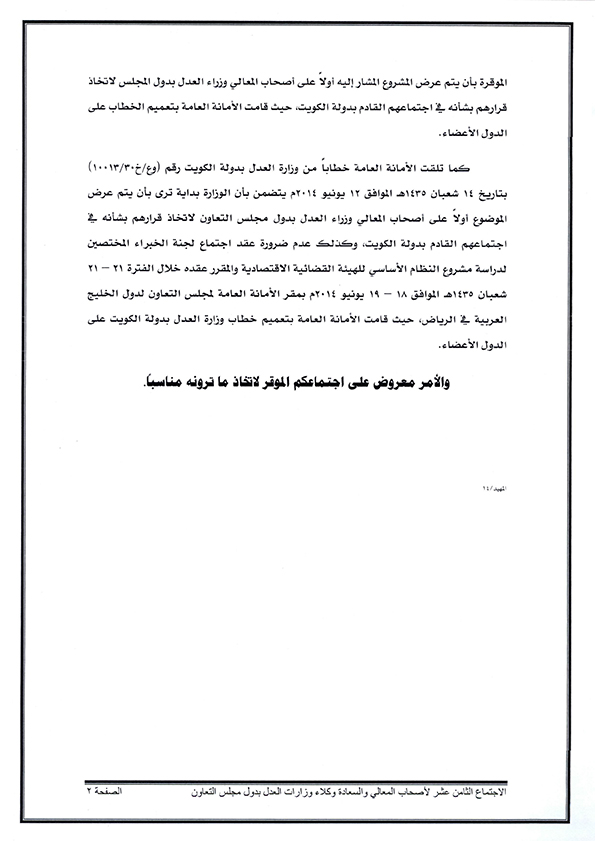 الموقرة بأن يتم عرض المشروع المشار إليه أولاً على أصحاب المعالي وزراء العدل بدول المجلس لاتخاذ
قرارهم بشأنه في اجتماعهم القادم بدولة الكويت، حيث قامت الأمانة العامة بتعميم الخطاب على
الدول الأعضاء.
كما تلقت الأمانة العامة خطاباً من وزارة العدل بدولة الكويت رقم (وع/خ/١٠٠١٣/٣٠)
بتاريخ ١٤ شعبان ١٤٣٥هـ الموافق ١٢ يونيو ٢٠١٤م يتضمن بأن الوزارة بداية ترى بأن يتم عرض
الموضوع أولاً على أصحاب المعالي وزراء العدل بدول مجلس التعاون لاتخاذ قرارهم بشأنه في
اجتماعهم القادم بدولة الكويت، وكذلك عدم ضرورة عقد اجتماع لجنة الخبراء المختصين
لدراسة مشروع النظام الأساسي للهيئة القضائية الاقتصادية والمقرر عقده خلال الفترة ٢١ – ٢١
شعبان ١٤٣٥هـ الموافق ١٨ – ١٩ يونيو ٢٠١٤م بمقر الأمانة العامة لمجلس التعاون لدول الخليج
العربية في الرياض، حيث قامت الأمانة العامة بتعميم خطاب وزارة العدل بدولة الكويت على
الدول الأعضاء.
والأمر معروض على اجتماعكم الموقر لاتخاذ ما ترونه مناسباً.
المهيد/١٤
الاجتماع الثامن عشر لأصحاب المعالي والسعادة وكلاء وزارات العدل بدول مجلس التعاون الصفحة ٢